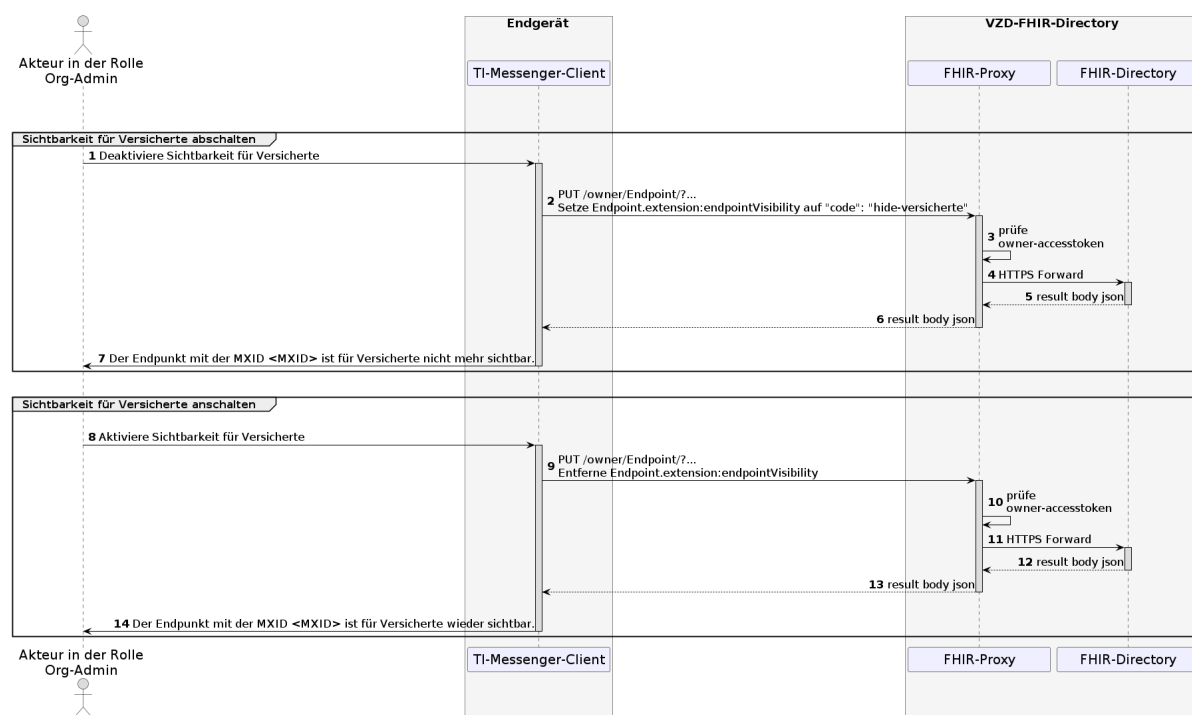 Endgerät
VZD-FHIR-Directory
Akteur in der Rolle
Org-Admin
TI-Messenger-Client
FHIR-Proxy
FHIR-Directory
Sichtbarkeit für Versicherte abschalten
1 Deaktiviere Sichtbarkeit für Versicherte
PUT /owner/Endpoint/?...
2 Setze Endpoint.extension:endpointVisibility auf "code": "hide-versicherte"
prüfe
3 owner-accesstoken
4 HTTPS Forward
5 result body json
6 result body json
7 Der Endpunkt mit der MXID <MXID> ist für Versicherte nicht mehr sichtbar.
Sichtbarkeit für Versicherte anschalten
8 Aktiviere Sichtbarkeit für Versicherte
PUT /owner/Endpoint/?...
9 Entferne Endpoint.extension:endpointVisibility
prüfe
10 owner-accesstoken
11 HTTPS Forward
12 result body json
13 result body json
14 Der Endpunkt mit der MXID <MXID> ist für Versicherte wieder sichtbar.
Akteur in der Rolle
Org-Admin
TI-Messenger-Client
FHIR-Proxy
FHIR-Directory